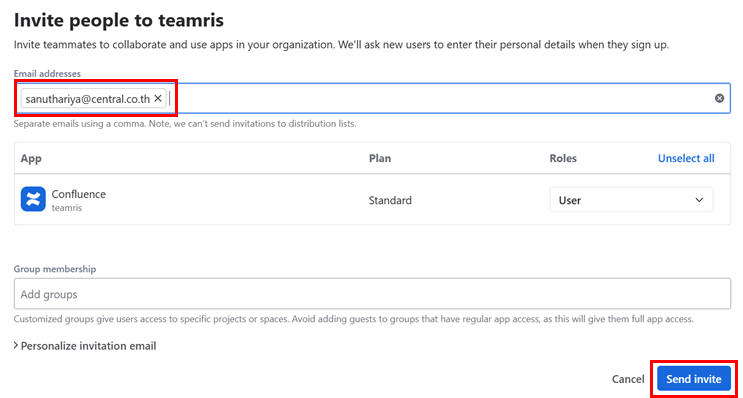 Invite people to teamris
Invite teammates to collaborate and use apps in your organization. We'll ask new users to enter their personal details when they sign up.
Email addresses
sanuthariya@central.co.th
Separate emails using a comma. Note, we can't send invitations to distribution lists.
App Plan Roles Unselect all
Confluence
teamris
Standard
User
Group membership
Add groups
Customized groups give users access to specific projects or spaces. Avoid adding guests to groups that have regular app access, as this will give them full app access.
Personalize invitation email
Cancel Send invite